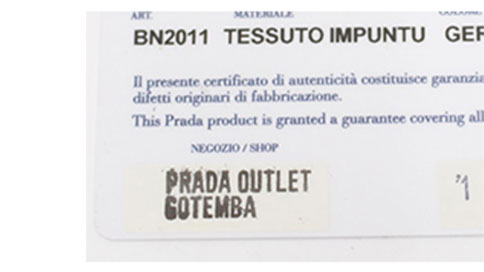 ART. MATERIALE
BN2011 TESSUTO IMPUNTU GER
Il presente certificato di autenticità costituisce garanzia
difetti originari di fabbricazione.
This Prada product is granted a guarantee covering all
NEGOZIO / SHOP
PRADA OUTLET
GOTEMBA